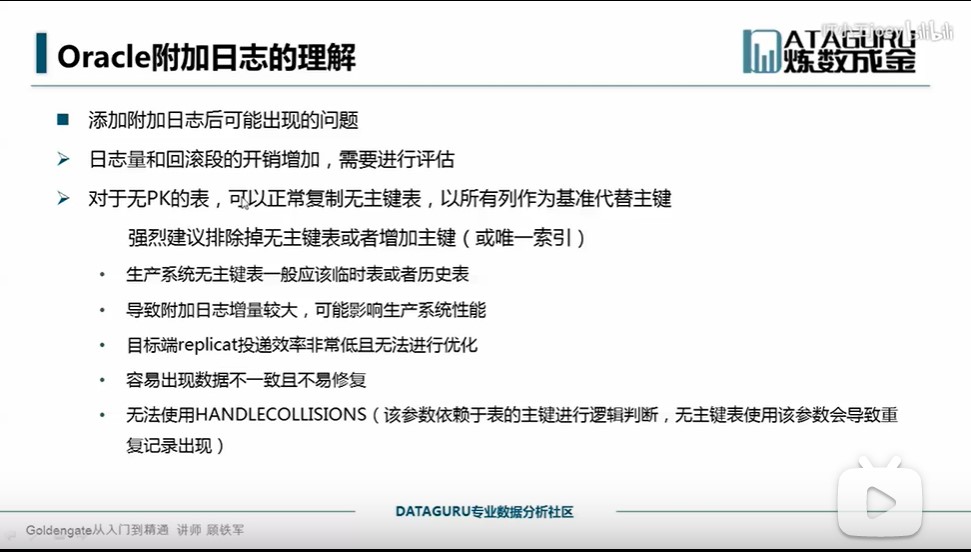 Oracle附加日志的理解
ATAGURU
炼数成金
joey bilibili
添加附加日志后可能出现的问题
日志量和回滚段的开销增加，需要进行评估
对于无PK的表，可以正常复制无主键表，以所有列作为基准代替主键
强烈建议排除掉无主键表或者增加主键（或唯一索引）
生产系统无主键表一般应该临时表或者历史表
导致附加日志增量较大，可能影响生产系统性能
目标端replicat投递效率非常低且无法进行优化
容易出现数据不一致且不易修复
无法使用HANDLECOLLISIONS（该参数依赖于表的主键进行逻辑判断，无主键表使用该参数会导致重
复记录出现）
DATAGURU专业数据分析社区
Goldengate从入门到精通 讲师 顾铁军